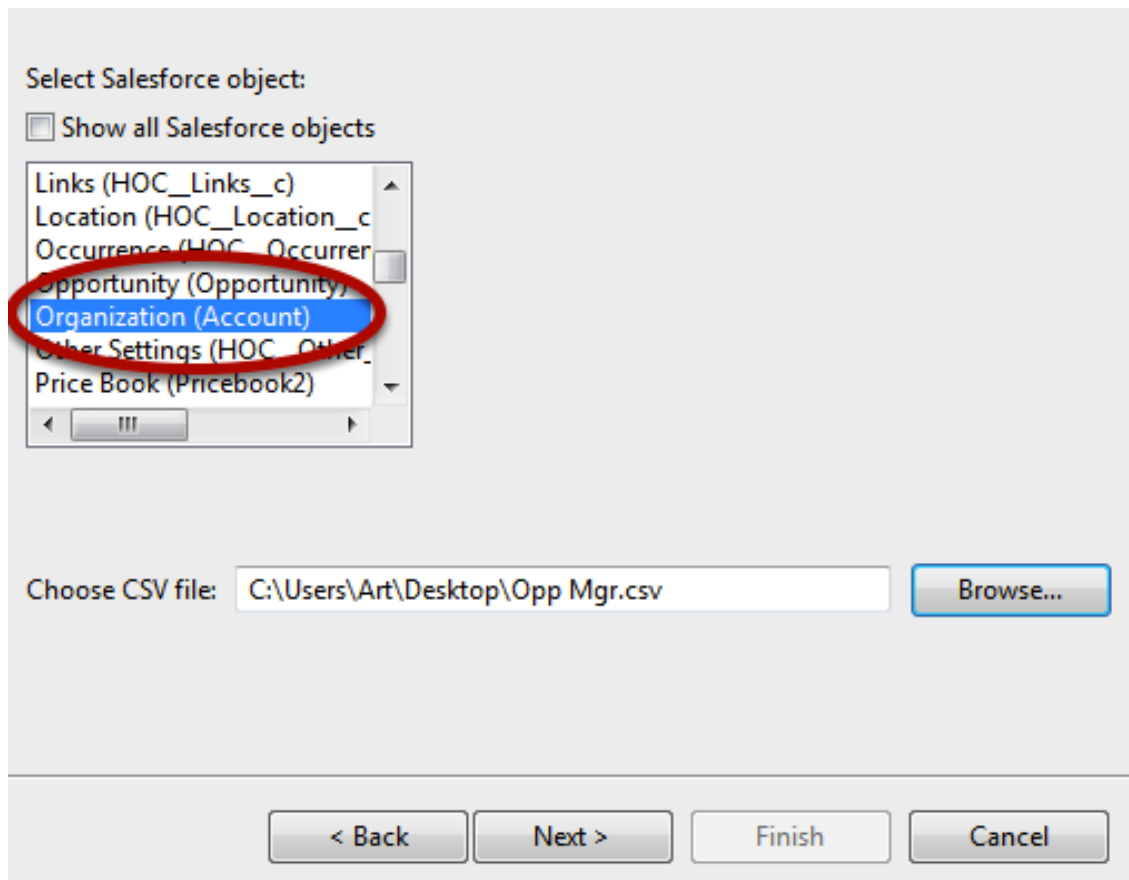 Select Salesforce object:
Show all Salesforce objects
Links (HOC__Links__c)
Location (HOC__Location__c
Occurrence (HOC__Occurren
Opportunity (Opportunity)
Organization (Account)
Other Settings (HOC__Other_
Price Book (Pricebook2)
Choose CSV file: C:\Users\Art\Desktop\Opp Mgr.csv Browse...
< Back Next > Finish Cancel